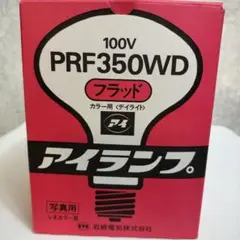 100V
PRF350WD
フラッド
カラー用〈デイライト〉
アイ
アイランプ®
写真用
岩崎電気株式会社